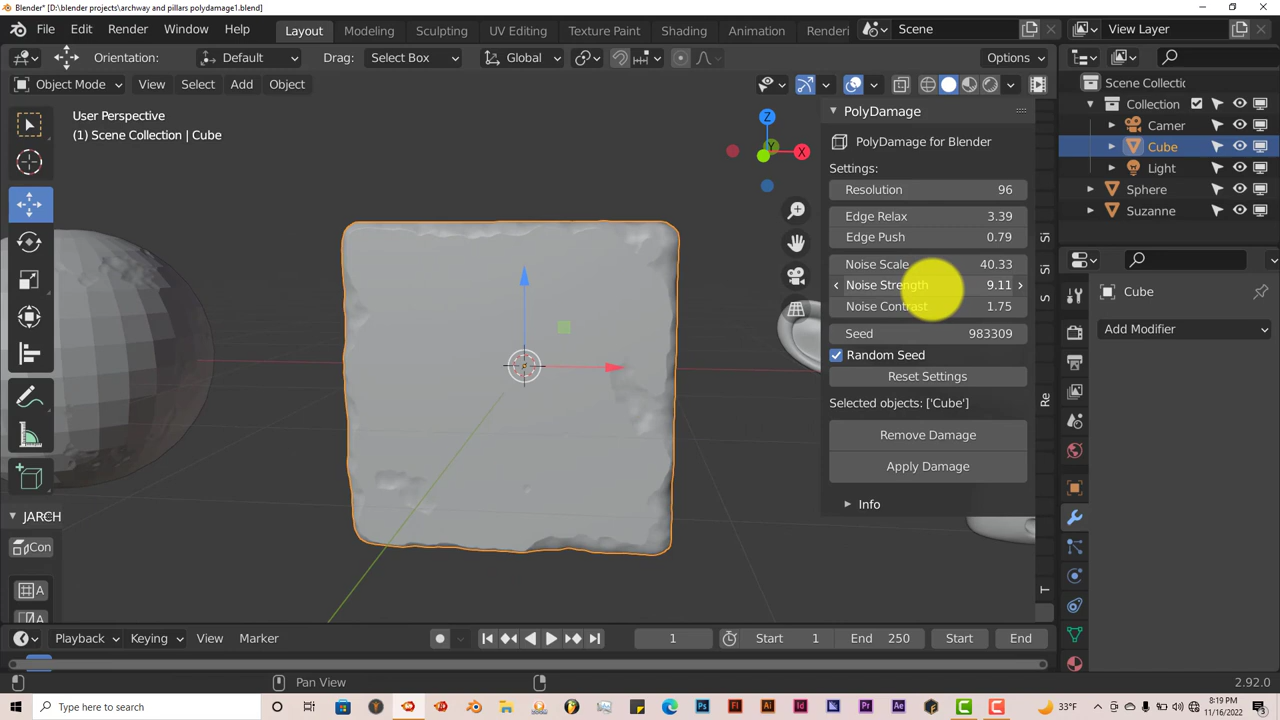 Blender* [D:\blender projects\archway and pillars polydamage1.blend]
File Edit Render Window Help Layout Modeling Sculpting UV Editing Texture Paint Shading Animation Renderi Scene View Layer
Orientation: Default Drag: Select Box Global Options
Object Mode View Select Add Object
User Perspective
(1) Scene Collection | Cube
Z
Y
X
PolyDamage
PolyDamage for Blender
Settings:
Resolution 96
Edge Relax 3.39
Edge Push 0.79
Noise Scale 40.33
Noise Strength 9.11
Noise Contrast 1.75
Seed 983309
Random Seed
Reset Settings
Selected objects: ['Cube']
Remove Damage
Apply Damage
Info
Si
Si
S
Re
T
Scene Collectic
Collection
Camer
Cube
Light
Sphere
Suzanne
Cube
Add Modifier
JARCH
Con
A
A
Playback Keying View Marker 1 Start 1 End 250 Start End
Pan View 2.92.0
Type here to search
33°F 8:19 PM
11/16/2022